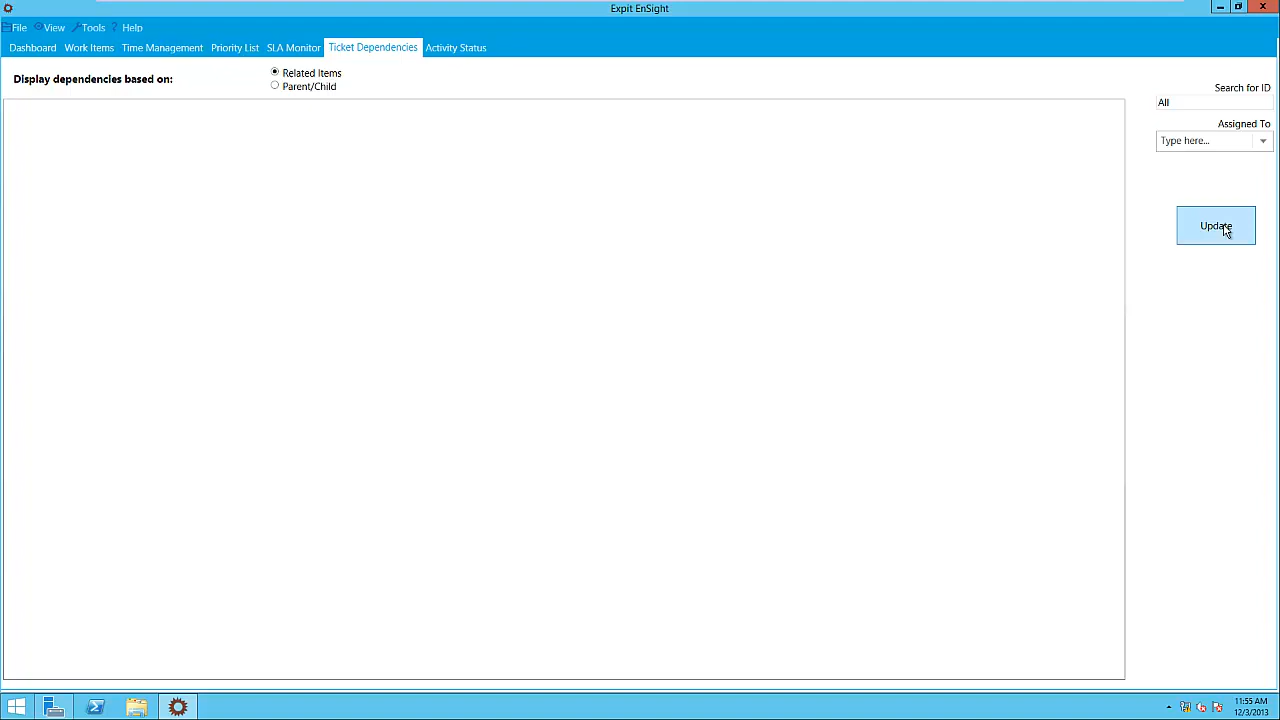 Expit EnSight
File View Tools Help
Dashboard Work Items Time Management Priority List SLA Monitor Ticket Dependencies Activity Status
Display dependencies based on:
Related Items
Parent/Child
Search for ID
All
Assigned To
Type here...
Update
11:55 AM
12/3/2013